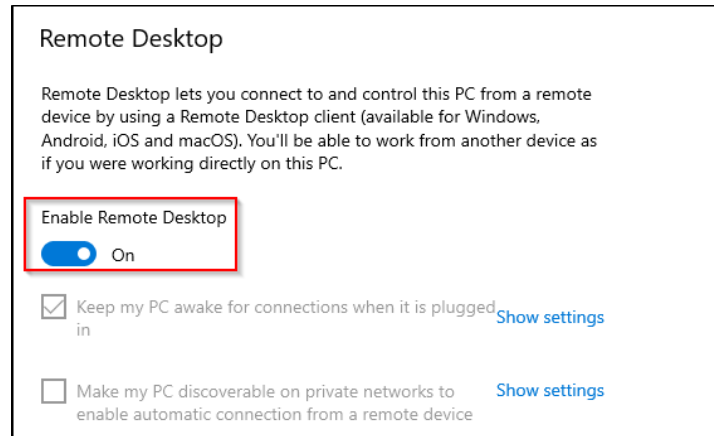 Remote Desktop
Remote Desktop lets you connect to and control this PC from a remote
device by using a Remote Desktop client (available for Windows,
Android, iOS and macOS). You'll be able to work from another device as
if you were working directly on this PC.
Enable Remote Desktop
On
Keep my PC awake for connections when it is plugged
in
Show settings
Make my PC discoverable on private networks to
enable automatic connection from a remote device
Show settings